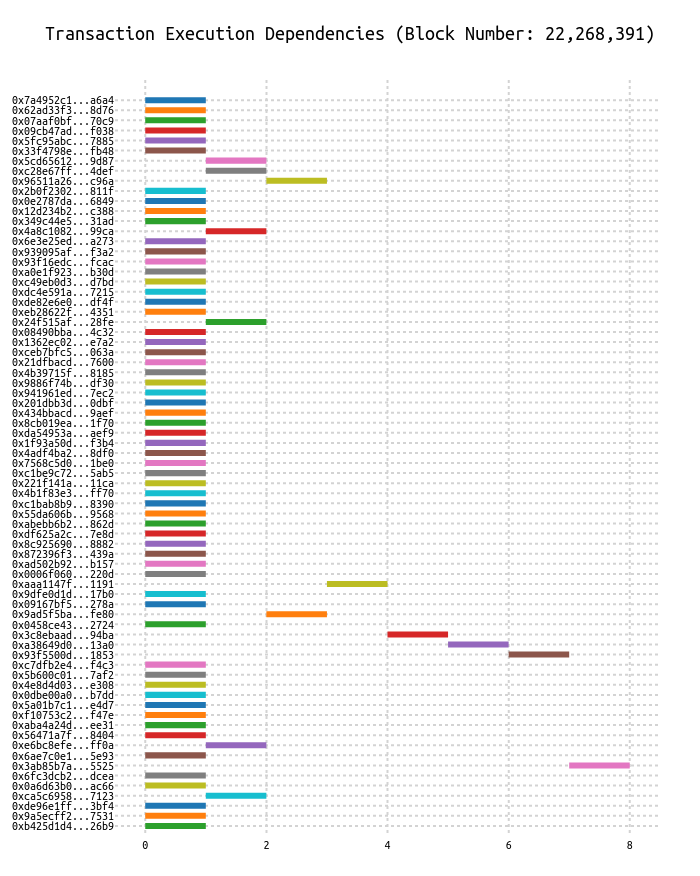 Transaction Execution Dependencies (Block Number: 22,268,391)
0x7a4952c1...a6a4
0x62ad33f3...8d76
0x07aaf0bf...70c9
0x09cb47ad...f038
0x5fc95abc...7885
0x33f4798e...fb48
0x5cd65612...9d87
0xc28e67ff...4def
0x96511a26...c96a
0x2b0f2302...811f
0x0e2787da...6849
0x12d234b2...c388
0x349c44e5...31ad
0x4a8c1082...99ca
0x6e3e25ed...a273
0x939095af...f3a2
0x93f16edc...fcac
0xa0e1f923...b30d
0xc49eb0d3...d7bd
0xdc4e591a...7215
0xde82e6e0...df4f
0xeb28622f...4351
0x24f515af...28fe
0x08490bba...4c32
0x1362ec02...e7a2
0xceb7bfc5...063a
0x21dfbacd...7600
0x4b39715f...8185
0x9886f74b...df30
0x941961ed...7ec2
0x201dbb3d...0dbf
0x434bbacd...9aef
0x8cb019ea...1f70
0xda54953a...aef9
0x1f93a50d...f3b4
0x4adf4ba2...8df0
0x7568c5d0...1be0
0xc1be9c72...5ab5
0x221f141a...11ca
0x4b1f83e3...ff70
0xc1bab8b9...8390
0x55da606b...9568
0xabebb6b2...862d
0xdf625a2c...7e8d
0x8c925690...8882
0x872396f3...439a
0xad502b92...b157
0x0006f060...220d
0xaaa1147f...1191
0x9dfe0d1d...17b0
0x09167bf5...278a
0x9ad5f5ba...fe80
0x0458ce43...2724
0x3c8ebaad...94ba
0xa38649d0...13a0
0x93f5500d...1853
0xc7dfb2e4...f4c3
0x5b600c01...7af2
0x4e8d4d03...e308
0x0dbe00a0...b7dd
0x5a01b7c1...e4d7
0xf10753c2...f47e
0xaba4a24d...ee31
0x56471a7f...8404
0xe6bc8efe...ff0a
0x6ae7c0e1...5e93
0x3ab85b7a...5525
0x6fc3dcb2...dcea
0x0a6d63b0...ac66
0xca5c6958...7123
0xde96e1ff...3bf4
0x9a5ecff2...7531
0xb425d1d4...26b9
0 2 4 6 8